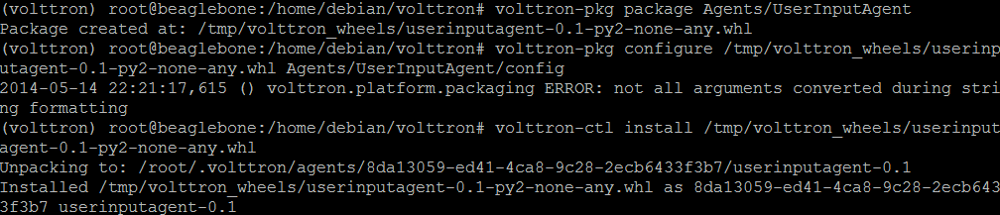 (volttron) root@beaglebone:/home/debian/volttron# volttron-pkg package Agents/UserInputAgent
Package created at: /tmp/volttron_wheels/userinputagent-0.1-py2-none-any.whl
(volttron) root@beaglebone:/home/debian/volttron# volttron-pkg configure /tmp/volttron_wheels/userinp
utagent-0.1-py2-none-any.whl Agents/UserInputAgent/config
2014-05-14 22:21:17,615 () volttron.platform.packaging ERROR: not all arguments converted during stri
ng formatting
(volttron) root@beaglebone:/home/debian/volttron# volttron-ctl install /tmp/volttron_wheels/userinput
agent-0.1-py2-none-any.whl
Unpacking to: /root/.volttron/agents/8da13059-ed41-4ca8-9c28-2ecb6433f3b7/userinputagent-0.1
Installed /tmp/volttron_wheels/userinputagent-0.1-py2-none-any.whl as 8da13059-ed41-4ca8-9c28-2ecb643
3f3b7 userinputagent-0.1